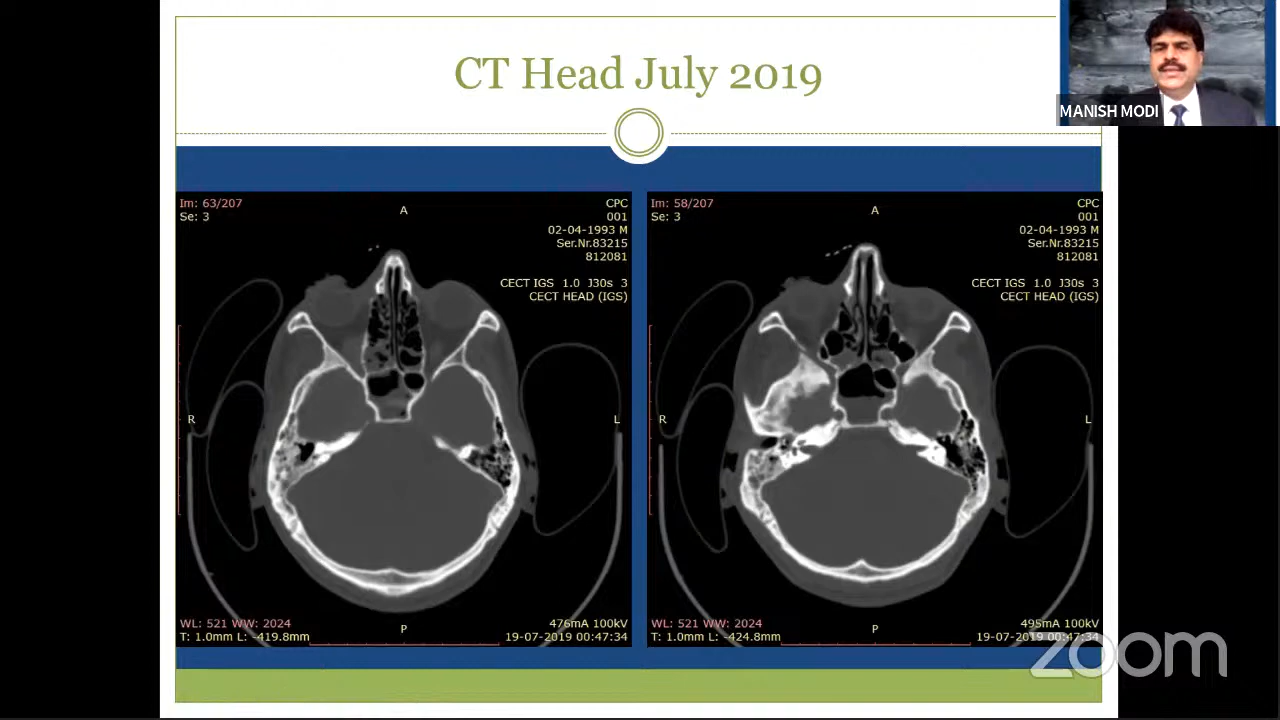 CT Head July 2019
MANISH MODI
Im: 63/207
Se: 3
A
CPC
001
02-04-1993 M
Ser.Nr.83215
812081
CECT IGS 1.0 J30s 3
CECT HEAD (IGS)
R
L
WL: 521 WW: 2024
T: 1.0mm L: -419.8mm
P
476mA 100kV
19-07-2019 00:47:34
Im: 58/207
Se: 3
A
CPC
001
02-04-1993 M
Ser.Nr.83215
812081
CECT IGS 1.0 J30s 3
CECT HEAD (IGS)
R
L
WL: 521 WW: 2024
T: 1.0mm L: -424.8mm
P
495mA 100kV
19-07-2019 00:47:34
zoom